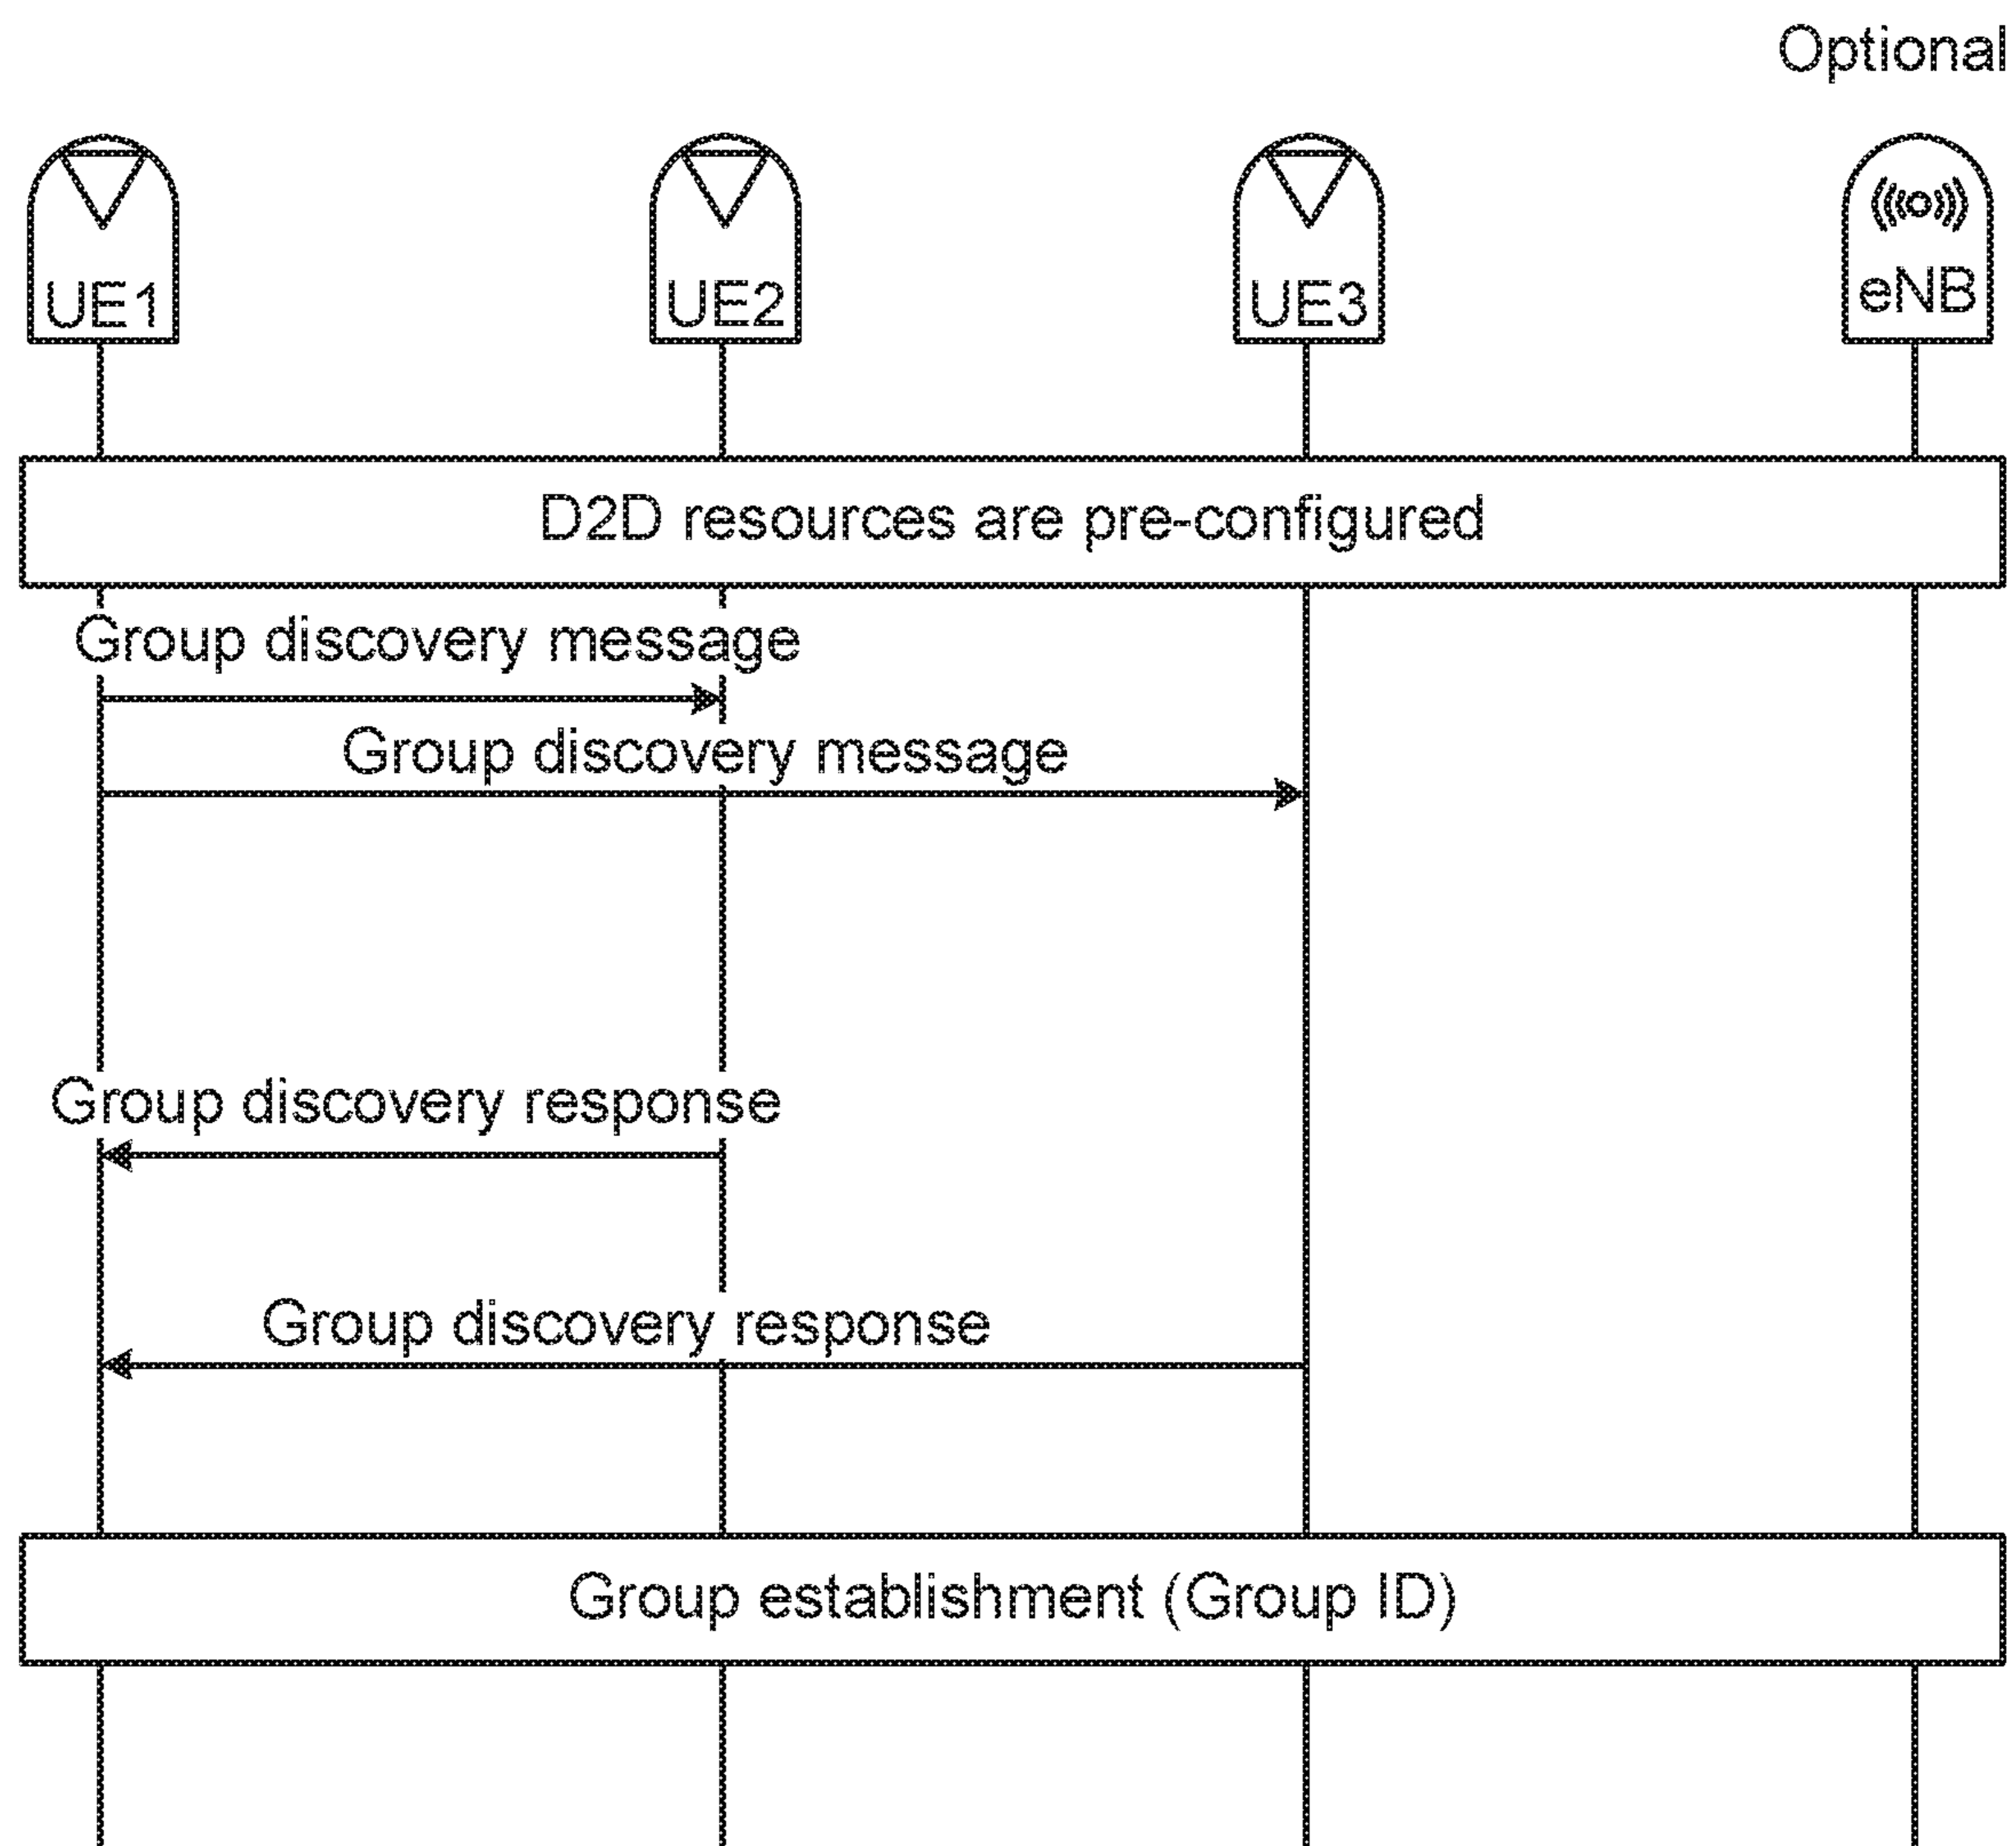 Optional
UE1
UE2
UE3
eNB
D2D resources are pre-configured
Group discovery message
Group discovery message
Group discovery response
Group discovery response
Group establishment (Group ID)